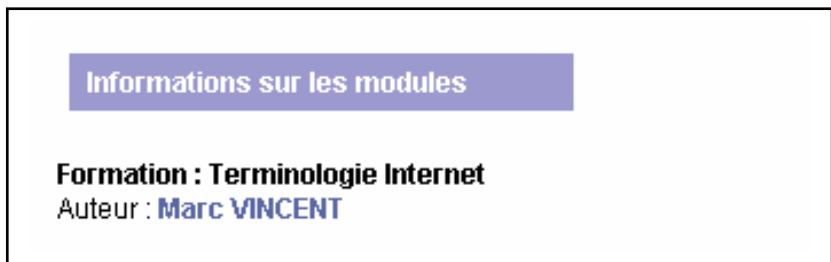 Informations sur les modules
Formation : Terminologie Internet
Auteur : Marc VINCENT